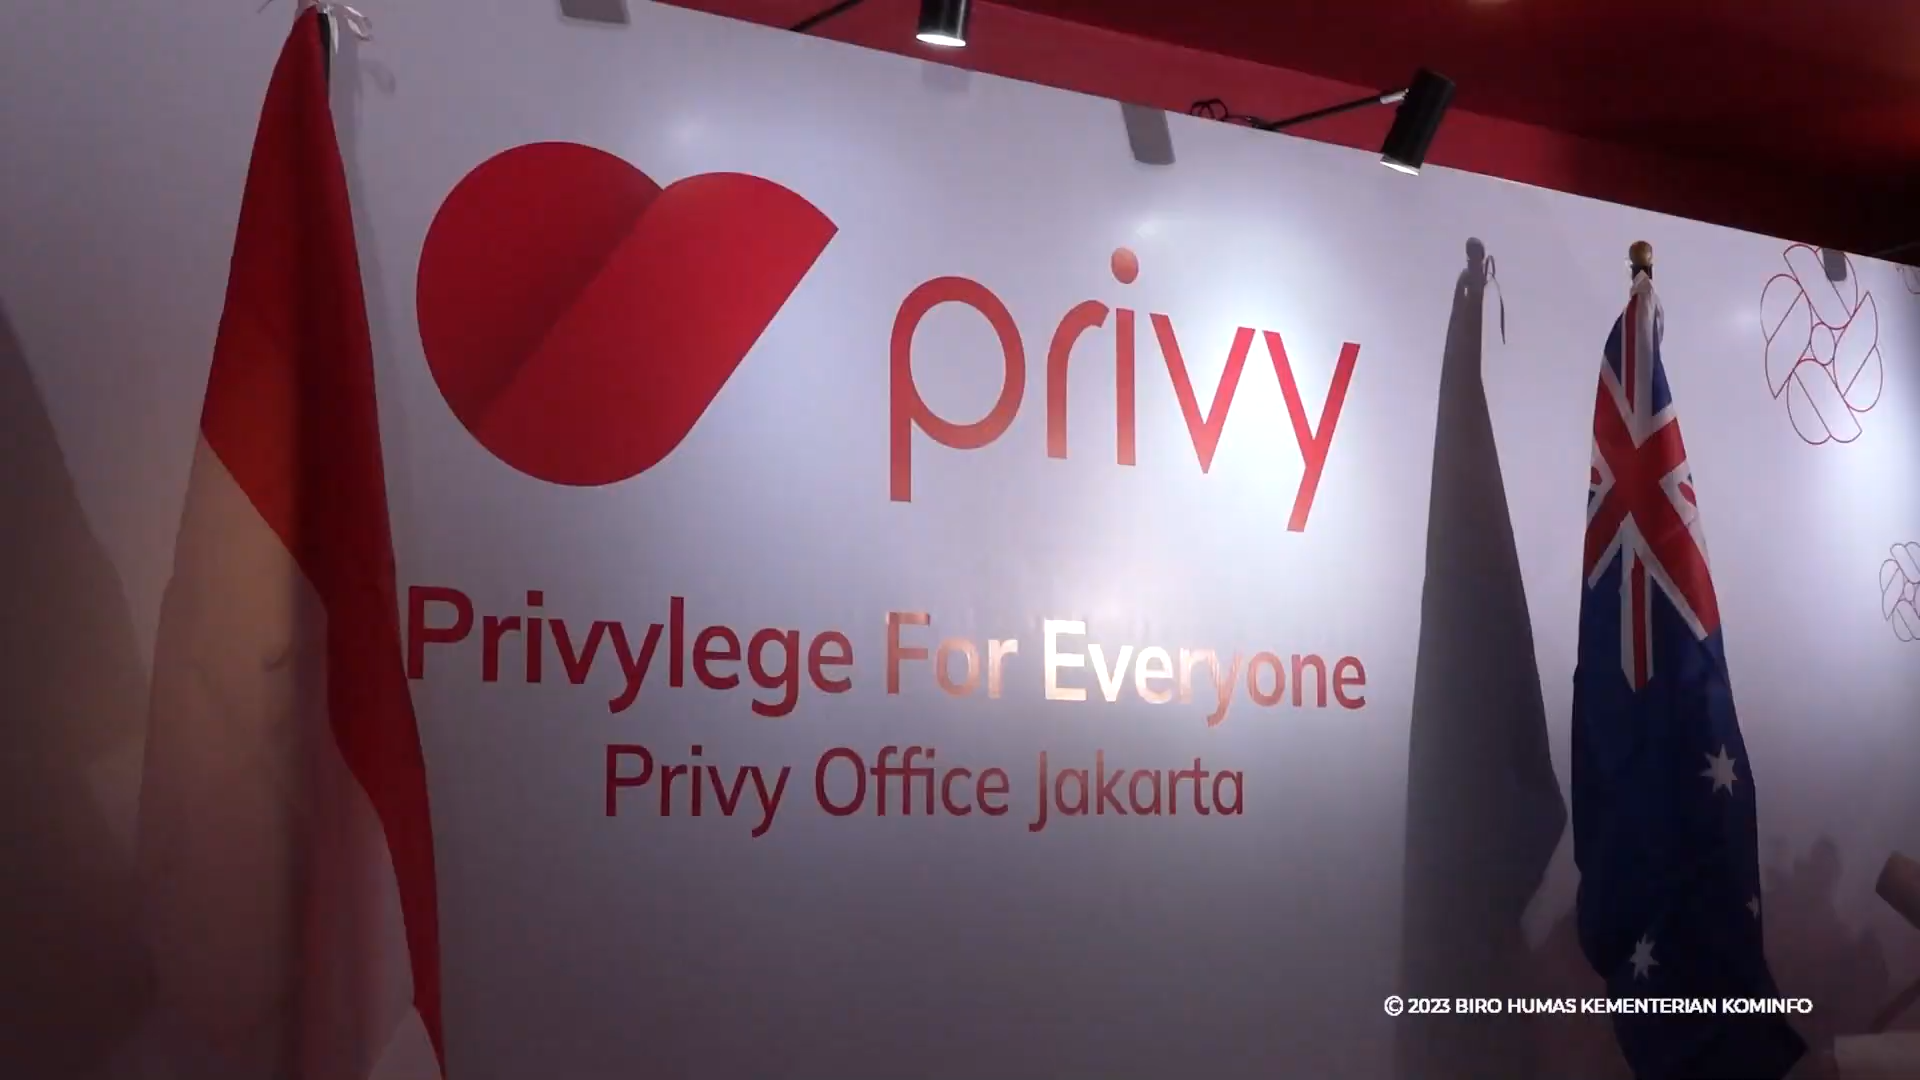 privy
Privylege For Everyone
Privy Office Jakarta
© 2023 BIRO HUMAS KEMENTERIAN KOMINFO